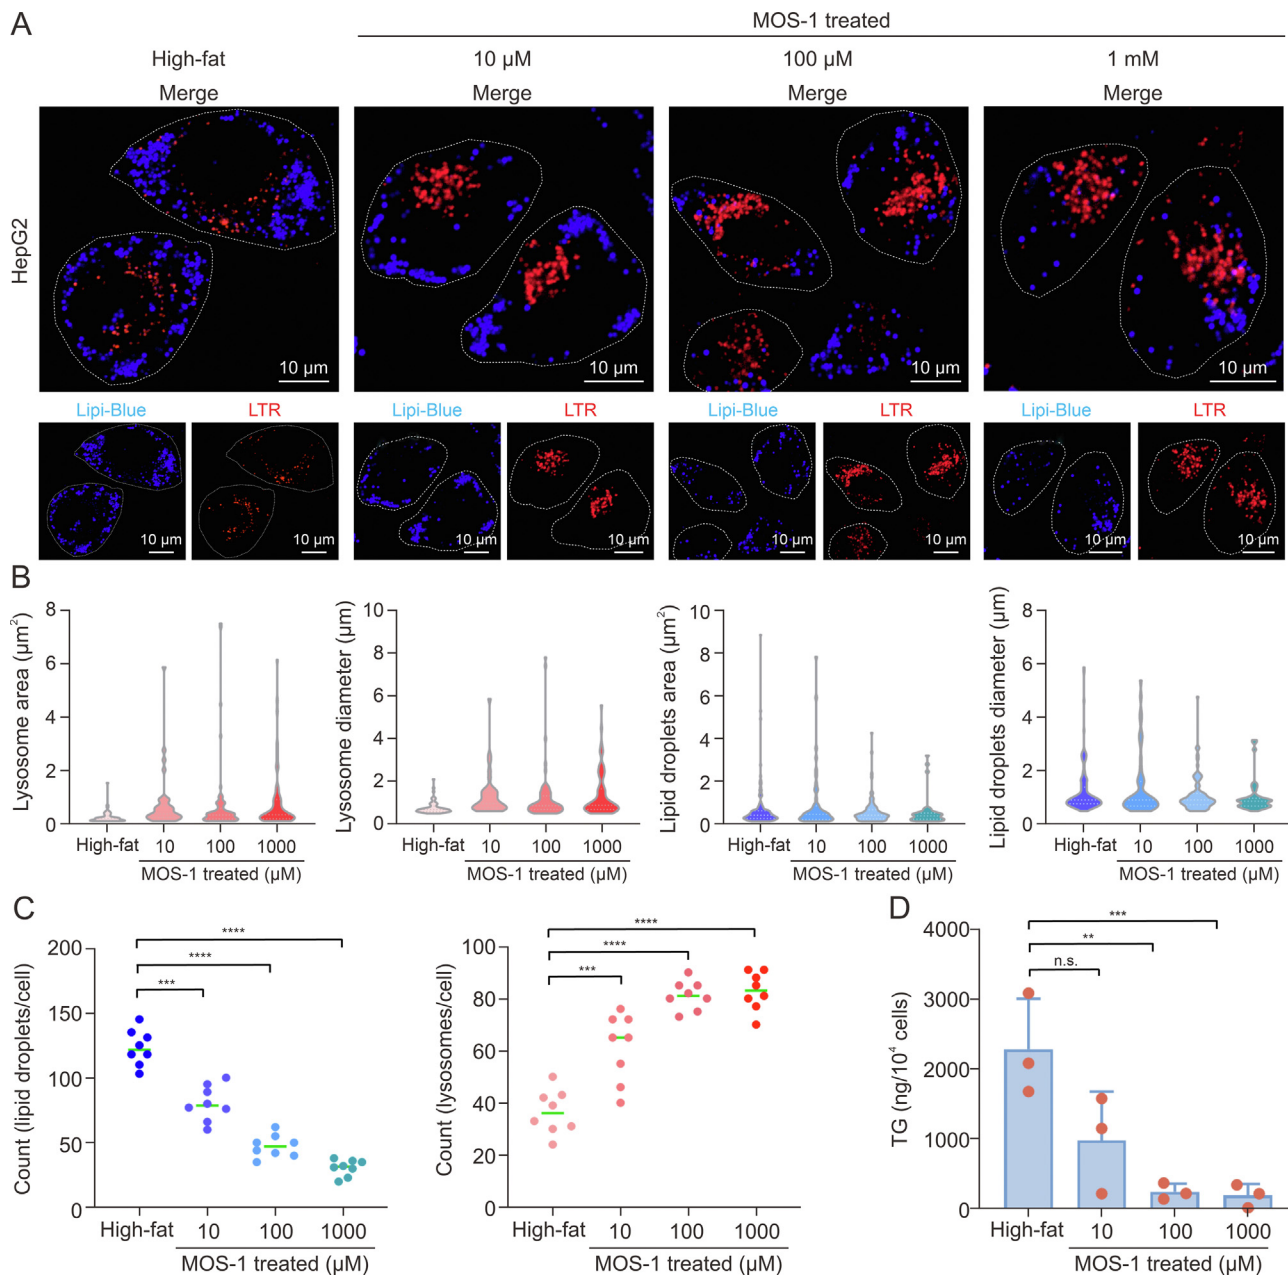 A
MOS-1 treated
High-fat 10 µM 100 µM 1 mM
Merge Merge Merge Merge
HepG2
10 µm 10 µm 10 µm 10 µm
Lipi-Blue LTR Lipi-Blue LTR Lipi-Blue LTR Lipi-Blue LTR
10 µm 10 µm 10 µm 10 µm 10 µm 10 µm 10 µm 10 µm
B
Lysosome area (µm²)
8
6
4
2
0
High-fat 10 100 1000
MOS-1 treated (µM)
Lysosome diameter (µm)
10
8
6
4
2
0
High-fat 10 100 1000
MOS-1 treated (µM)
Lipid droplets area (µm²)
10
8
6
4
2
0
High-fat 10 100 1000
MOS-1 treated (µM)
Lipid droplets diameter (µm)
8
6
4
2
0
High-fat 10 100 1000
MOS-1 treated (µM)
C
Count (lipid droplets/cell)
200
150
100
50
0
****
****
***
High-fat 10 100 1000
MOS-1 treated (µM)
Count (lysosomes/cell)
100
80
60
40
20
0
****
****
***
High-fat 10 100 1000
MOS-1 treated (µM)
D
TG (ng/10⁴ cells)
4000
3000
2000
1000
0
***
**
n.s.
High-fat 10 100 1000
MOS-1 treated (µM)